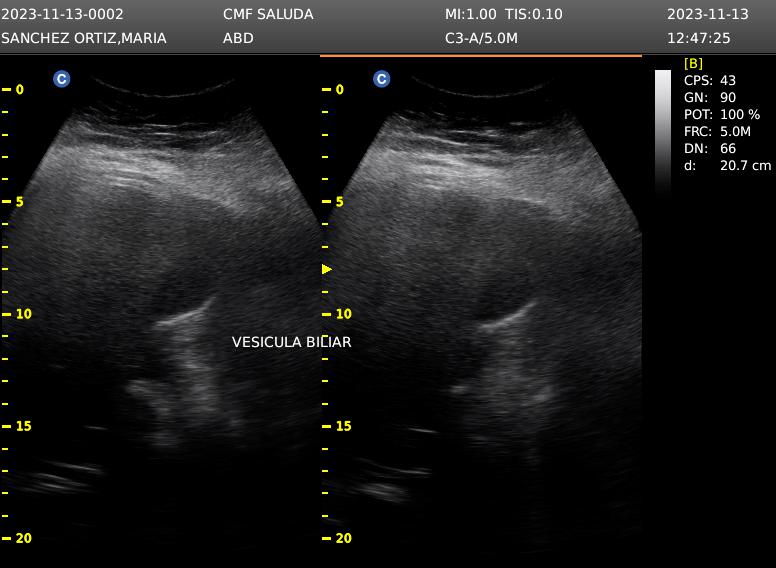 2023-11-13-0002 CMF SALUDA MI:1.00 TIS:0.10 2023-11-13
SANCHEZ ORTIZ,MARIA ABD C3-A/5.0M 12:47:25
[B]
CPS: 43
GN: 90
POT: 100 %
FRC: 5.0M
DN: 66
d: 20.7 cm
C C
0 0
5 5
10 10
VESICULA BILIAR
15 15
20 20